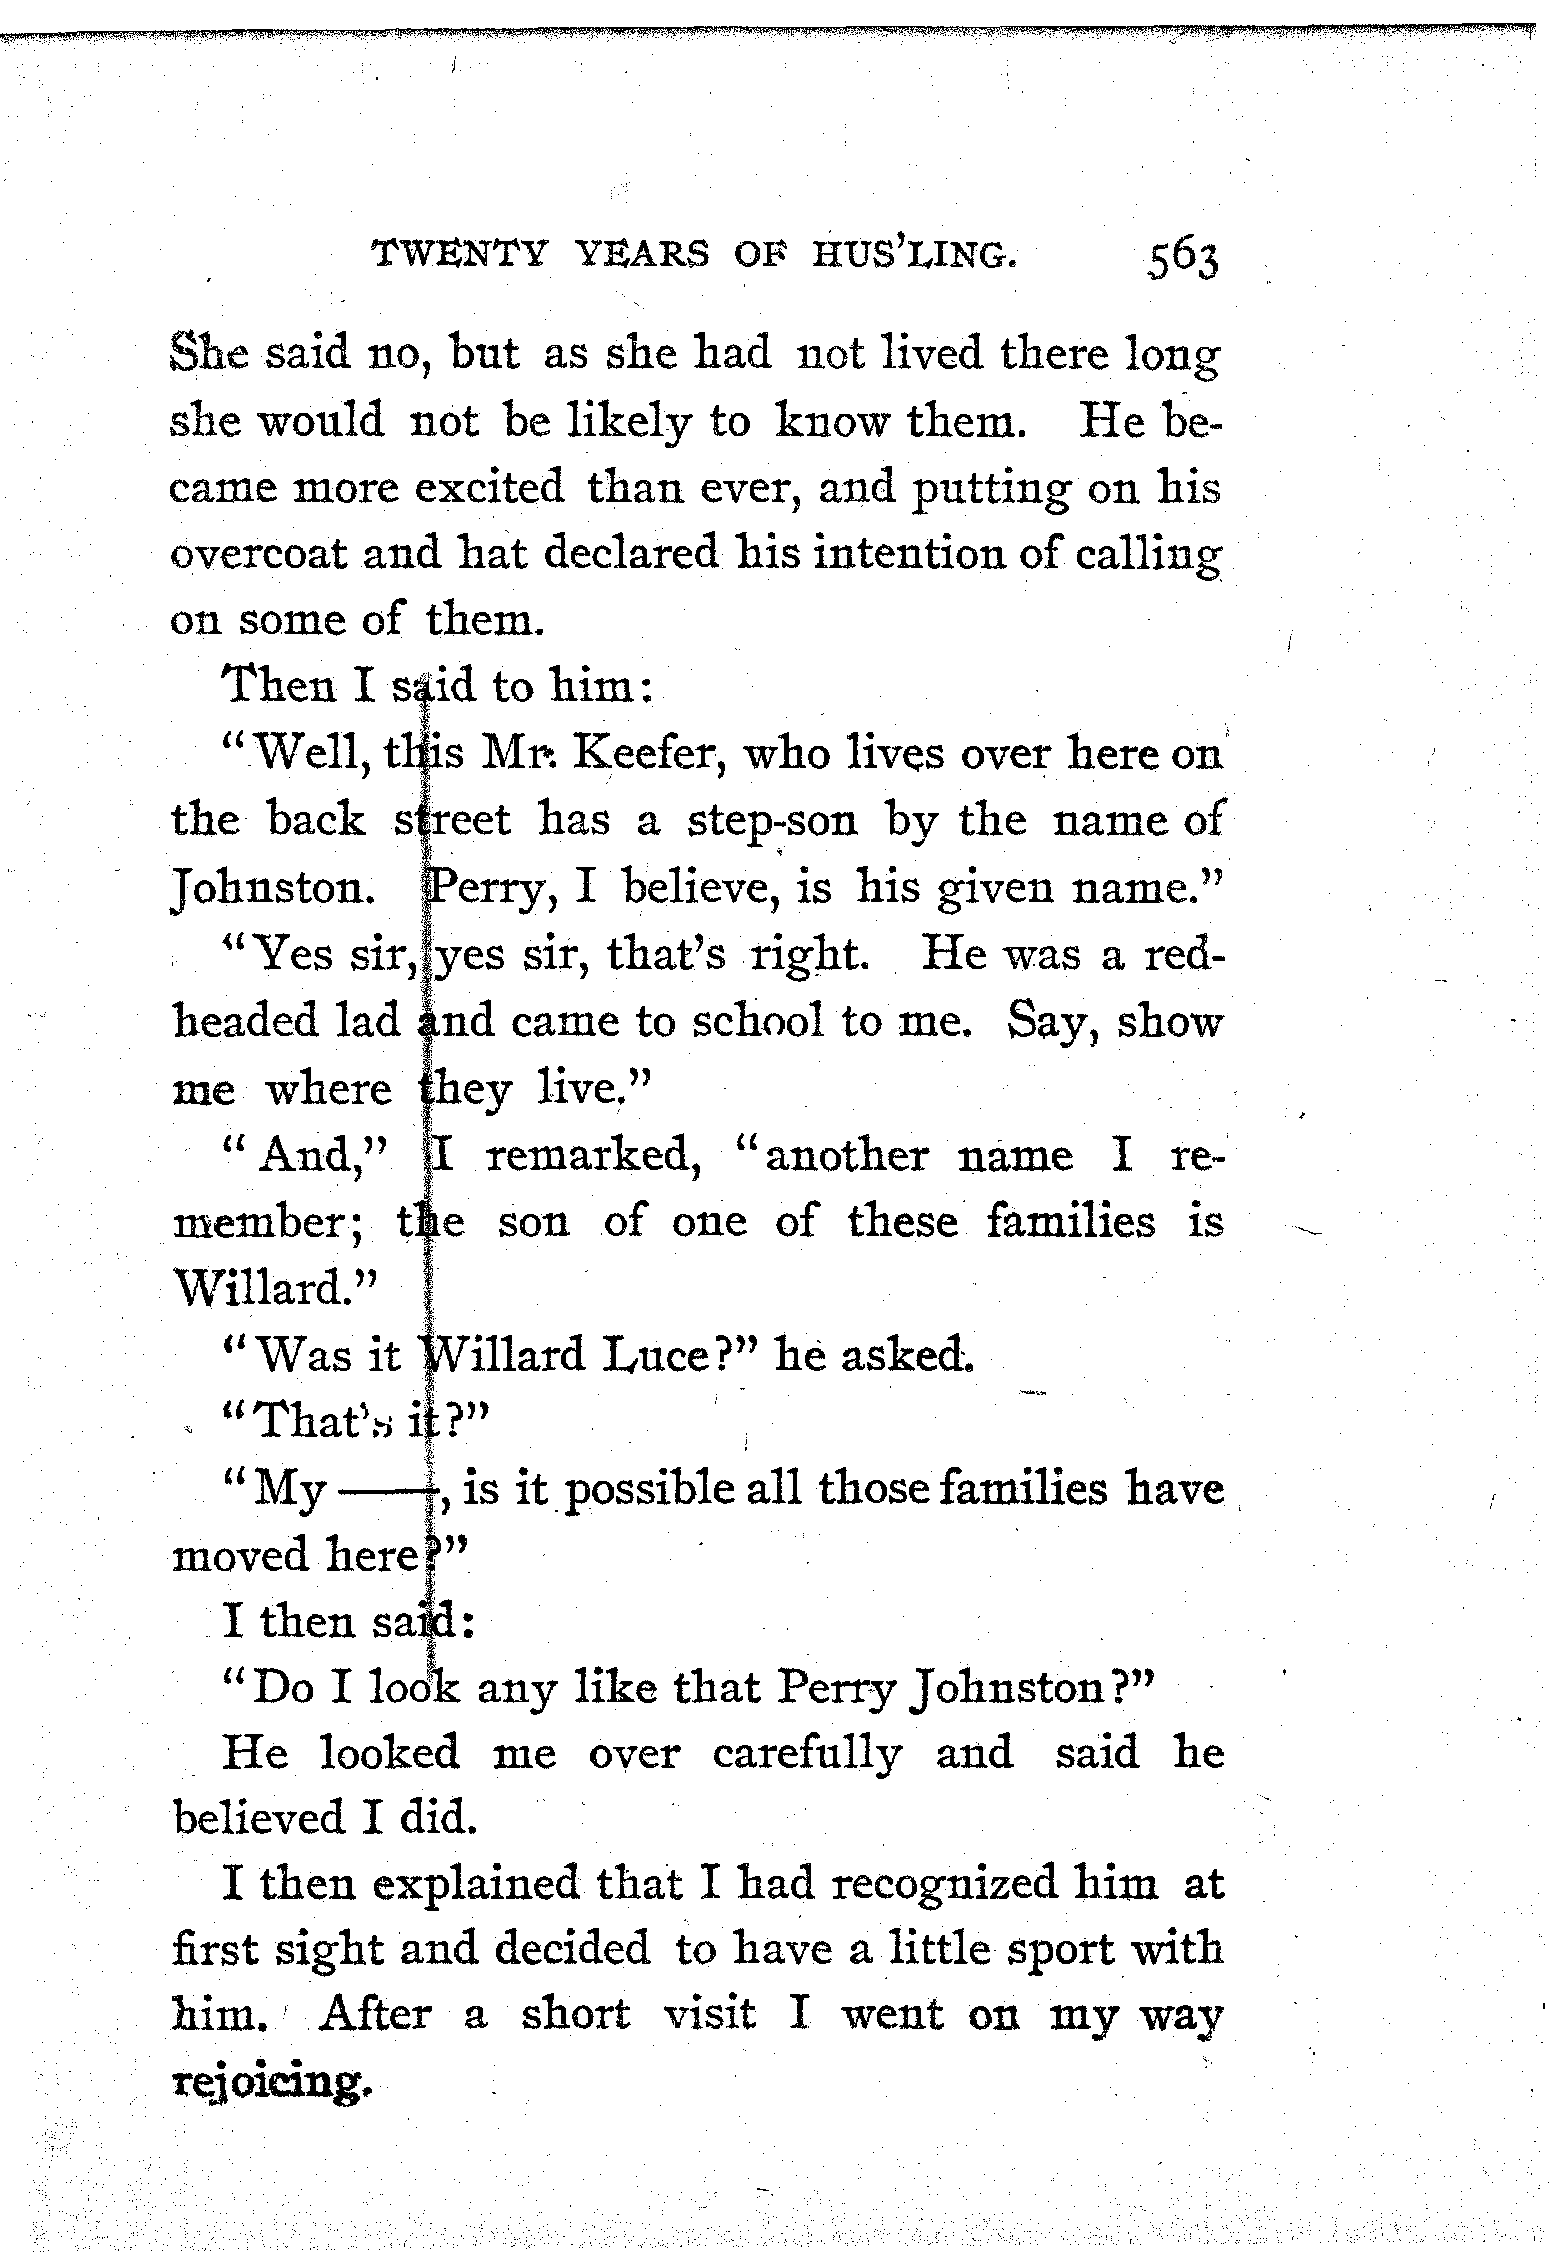 TWENTY YEARS OF HUS'LING. 563
She said no, but as she had not lived there long
she would not be likely to know them. He be-
came more excited than ever, and putting on his
overcoat and hat declared his intention of calling
on some of them.
Then I said to him:
"Well, this Mr. Keefer, who lives over here on
the back street has a step-son by the name of
Johnston. Perry, I believe, is his given name."
"Yes sir, yes sir, that's right. He was a red-
headed lad and came to school to me. Say, show
me where they live."
"And," I remarked, "another name I re-
member; the son of one of these families is
Willard."
"Was it Willard Luce?" he asked.
"That's it?"
"My ——, is it possible all those families have
moved here?"
I then said:
"Do I look any like that Perry Johnston?"
He looked me over carefully and said he
believed I did.
I then explained that I had recognized him at
first sight and decided to have a little sport with
him. After a short visit I went on my way
rejoicing.